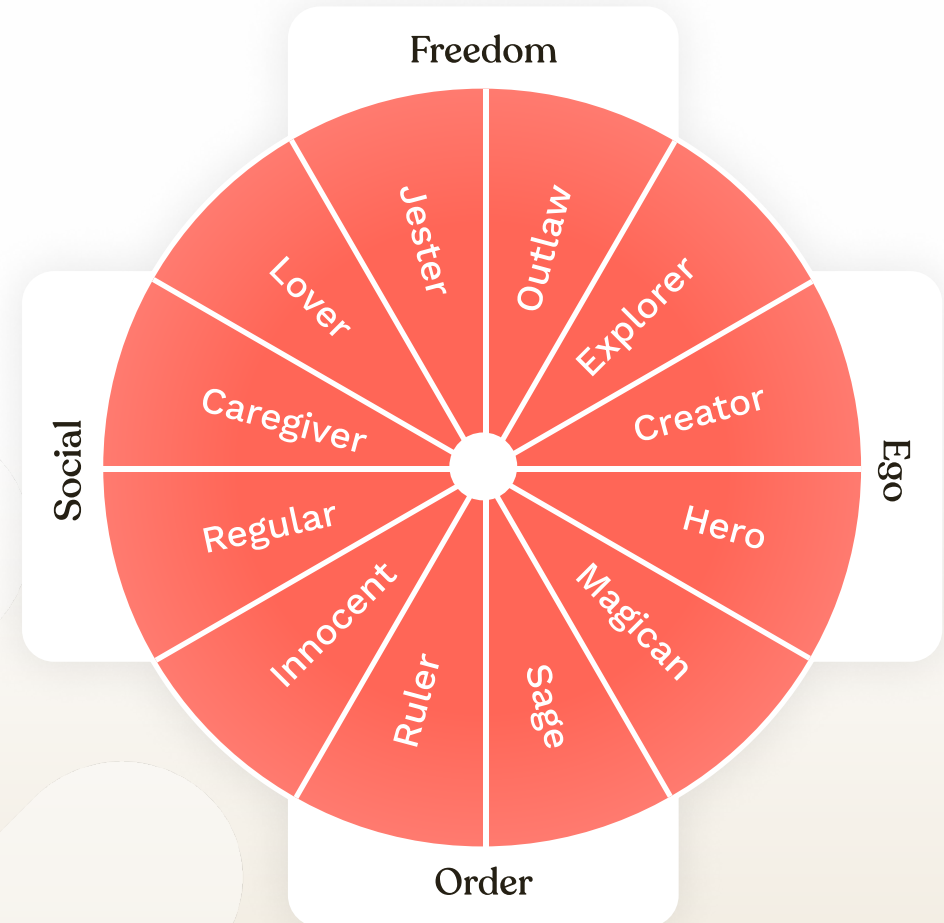 Freedom
Jester
Outlaw
Lover
Explorer
Caregiver
Creator
Social
Ego
Regular
Hero
Innocent
Magican
Ruler
Sage
Order